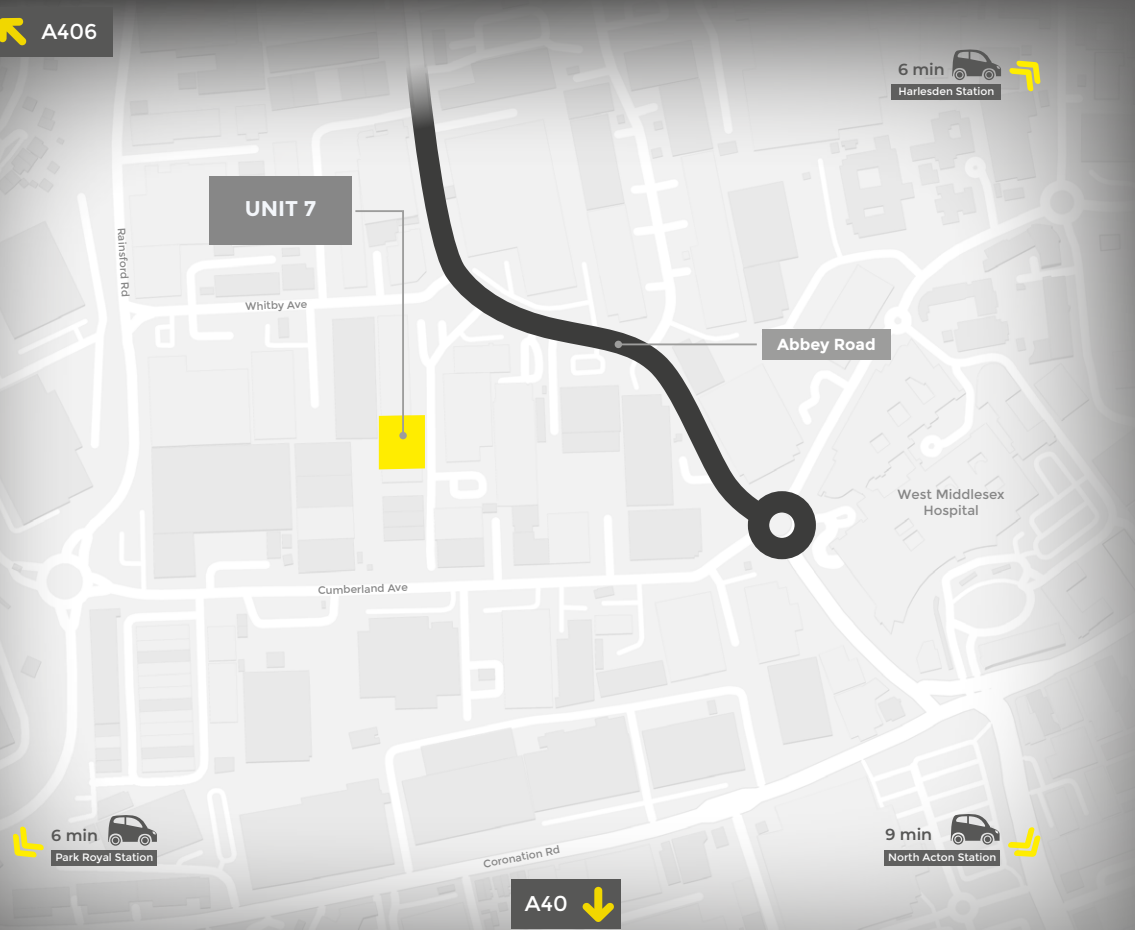 A406
6 min
Harlesden Station
UNIT 7
Rainsford Rd
Whitby Ave
Abbey Road
West Middlesex
Hospital
Cumberland Ave
6 min
Park Royal Station
9 min
North Acton Station
Coronation Rd
A40